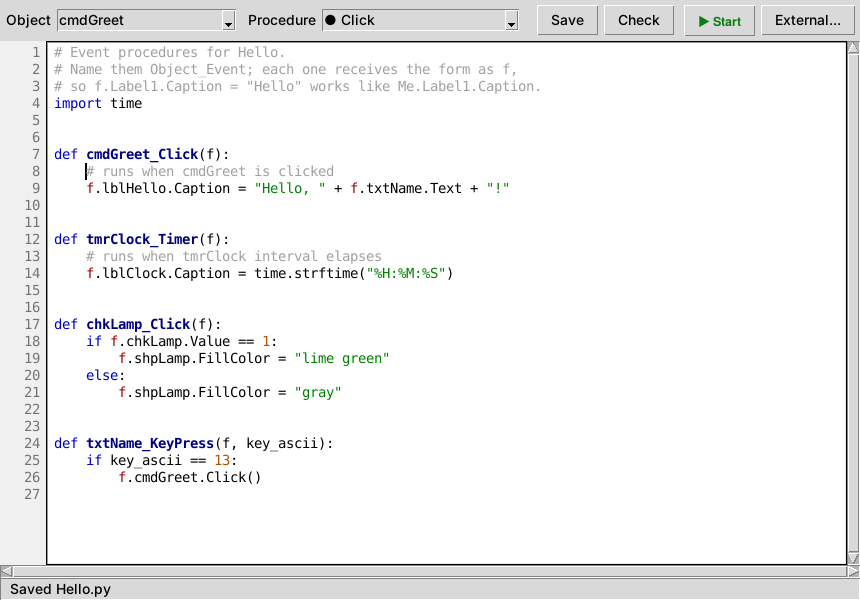 Object cmdGreet Procedure ● Click Save Check ▶ Start External...
1 # Event procedures for Hello.
2 # Name them Object_Event; each one receives the form as f,
3 # so f.Label1.Caption = "Hello" works like Me.Label1.Caption.
4 import time
5
6
7 def cmdGreet_Click(f):
8     # runs when cmdGreet is clicked
9     f.lblHello.Caption = "Hello, " + f.txtName.Text + "!"
10
11
12 def tmrClock_Timer(f):
13     # runs when tmrClock interval elapses
14     f.lblClock.Caption = time.strftime("%H:%M:%S")
15
16
17 def chkLamp_Click(f):
18     if f.chkLamp.Value == 1:
19         f.shpLamp.FillColor = "lime green"
20     else:
21         f.shpLamp.FillColor = "gray"
22
23
24 def txtName_KeyPress(f, key_ascii):
25     if key_ascii == 13:
26         f.cmdGreet.Click()
27
Saved Hello.py